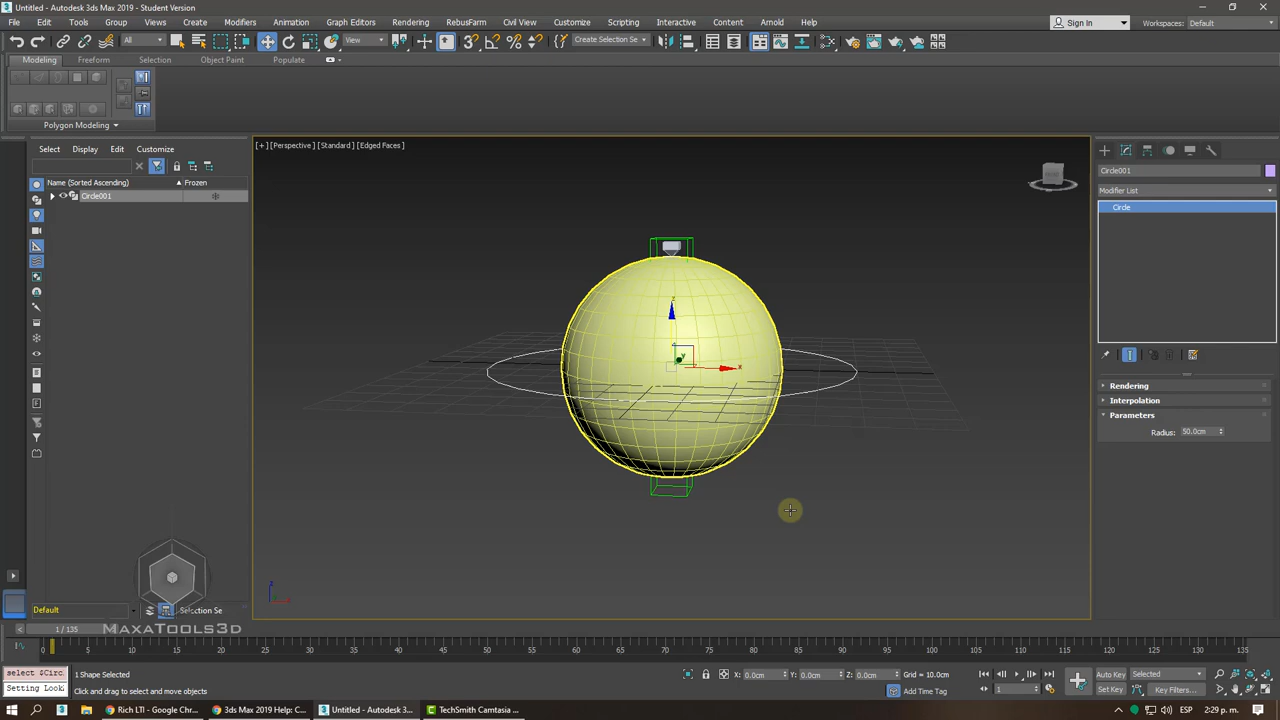 Untitled - Autodesk 3ds Max 2019 - Student Version
File Edit Tools Group Views Create Modifiers Animation Graph Editors Rendering RebusFarm Civil View Customize Scripting Interactive Content Arnold Help Sign In Workspaces: Default
All View Create Selection Se
Modeling Freeform Selection Object Paint Populate
Polygon Modeling
Select Display Edit Customize
[+] [Perspective] [Standard] [Edged Faces]
Name (Sorted Ascending) Frozen
Circle001
Circle001
Modifier List
Circle
Rendering
Interpolation
Parameters
Radius: 50.0cm
z
y
x
Default Selection Se
1 / 135
MAXATOOLS3D
0 5 10 15 20 25 30 35 40 45 50 55 60 65 70 75 80 85 90 95 100 105 110 115 120 125 130 135
select $Circ 1 Shape Selected X: 0.0cm Y: 0.0cm Z: 0.0cm Grid = 10.0cm Auto Key Selected
Setting Look Click and drag to select and move objects Add Time Tag 1 Set Key Key Filters...
Rich LTI - Google Chr... 3ds Max 2019 Help: C... Untitled - Autodesk 3... TechSmith Camtasia ... ESP 2:29 p. m.